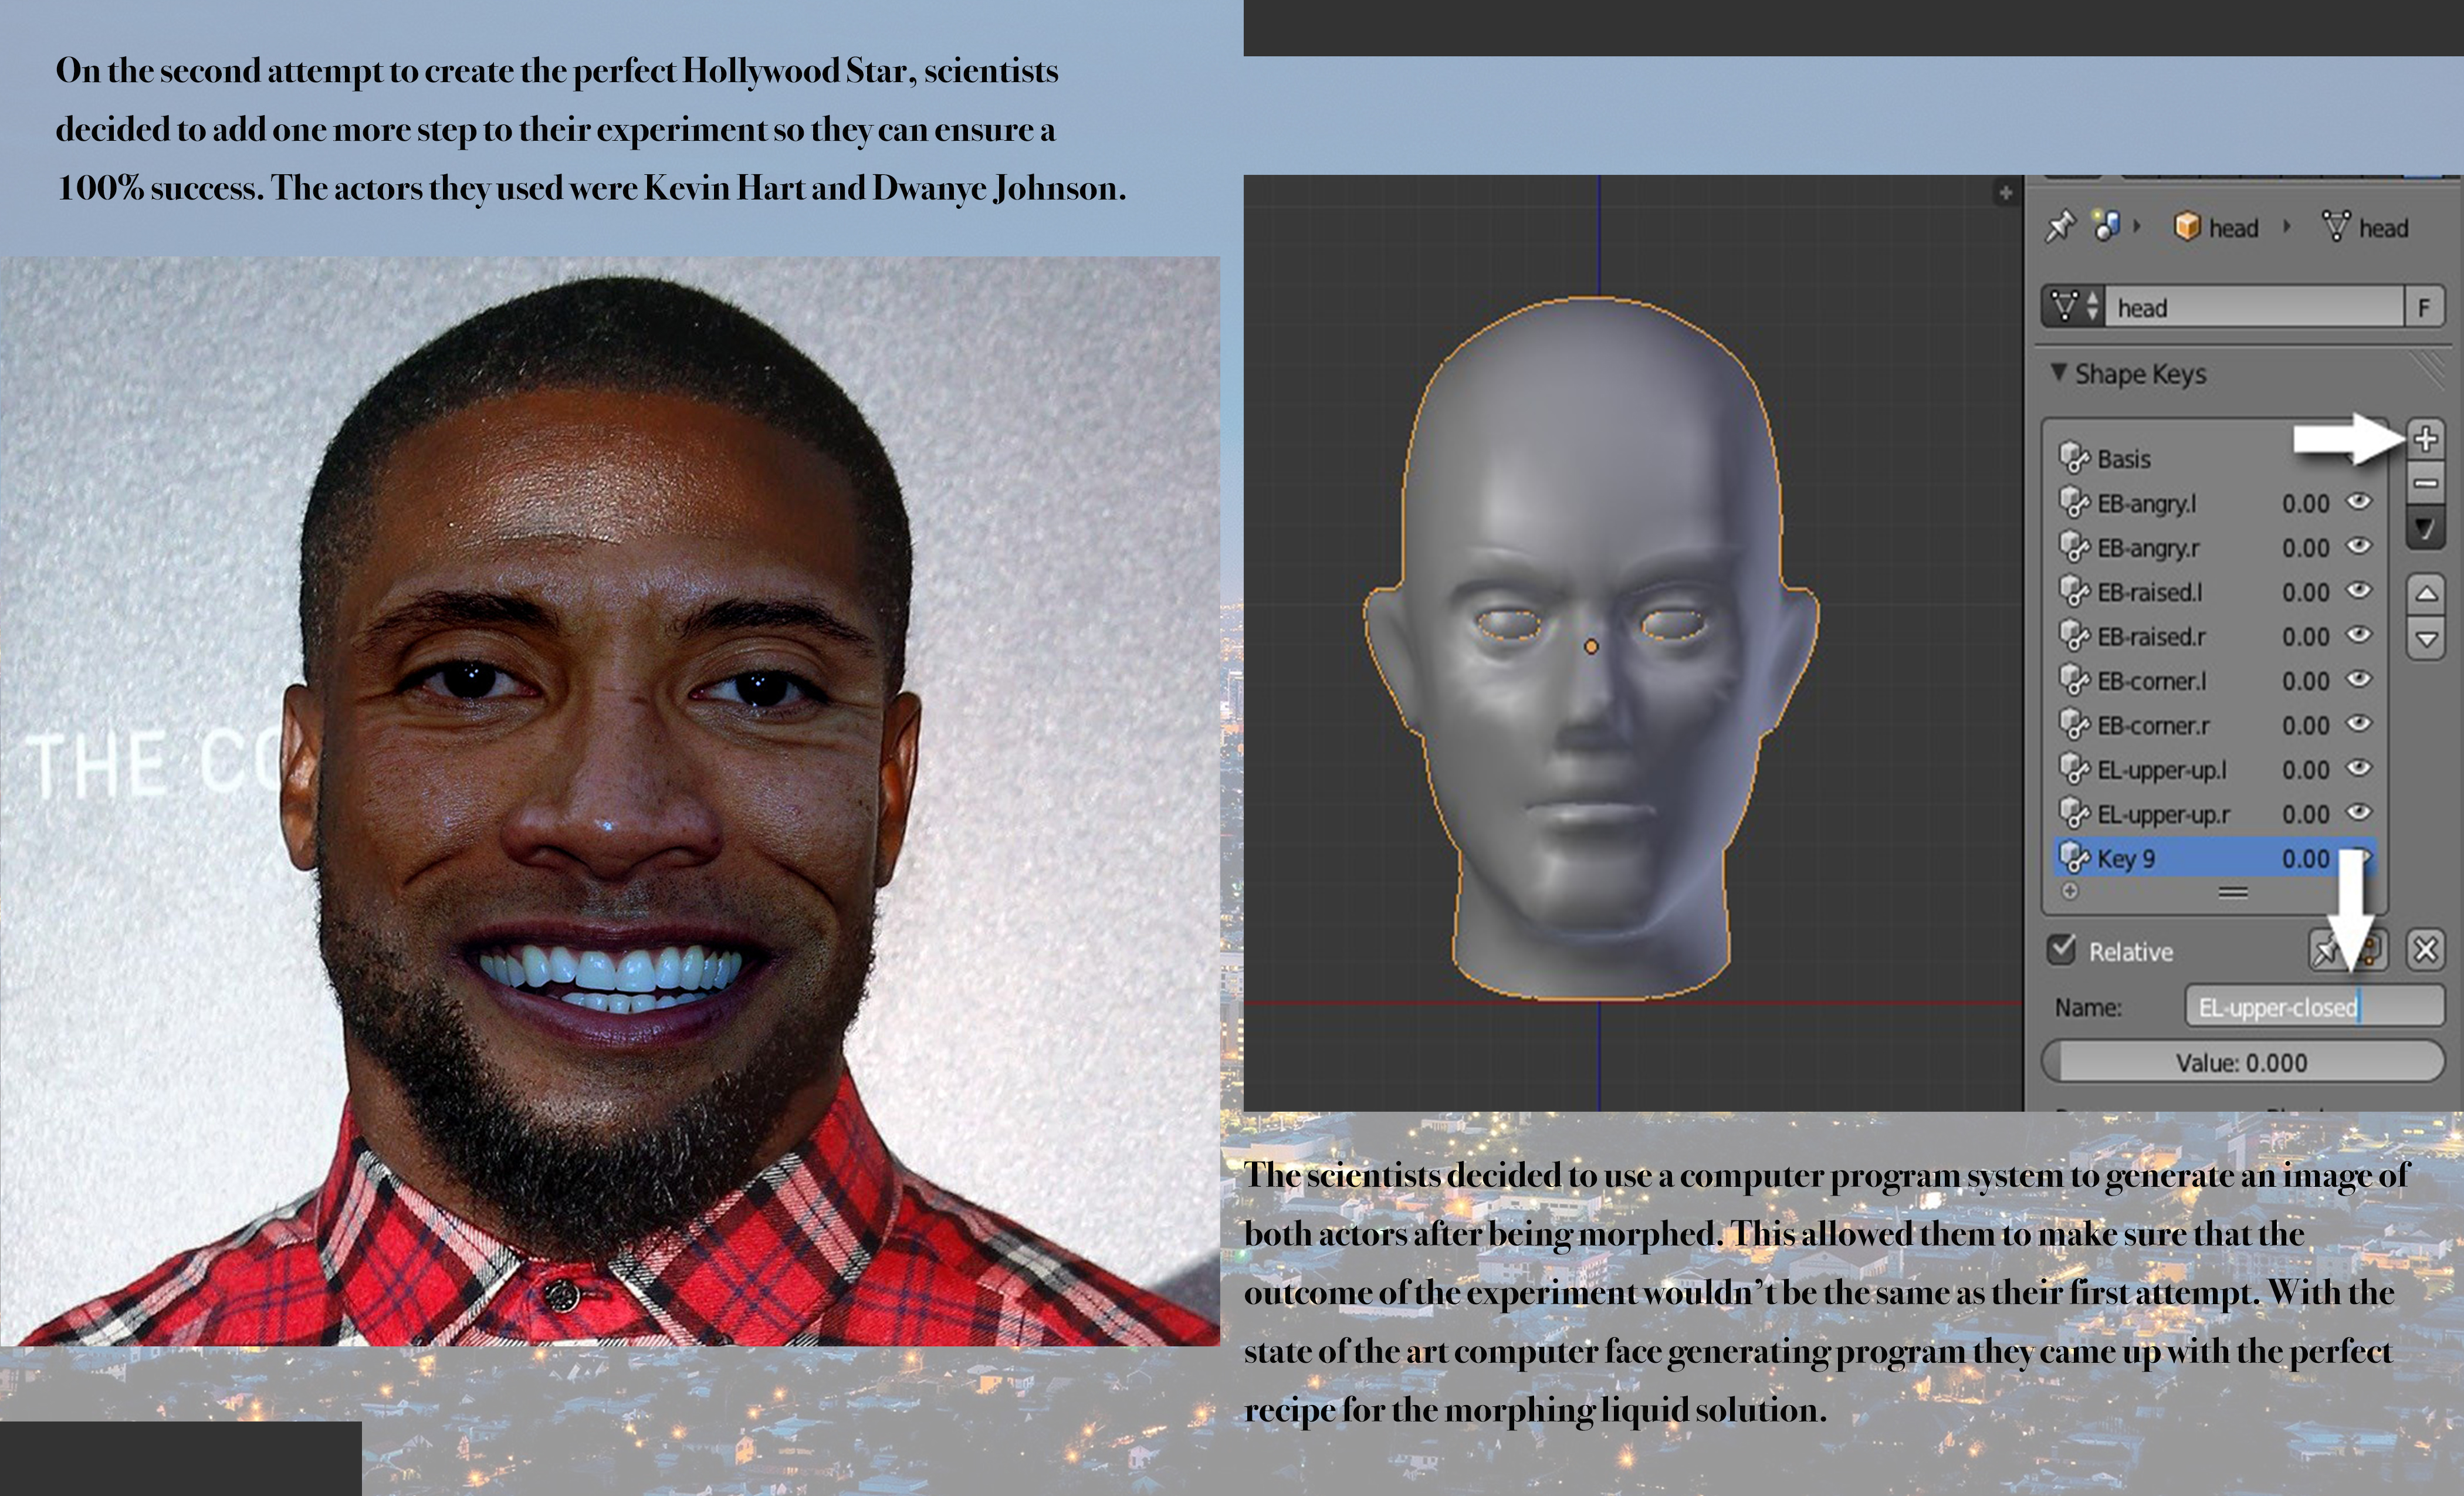 On the second attempt to create the perfect Hollywood Star, scientists
decided to add one more step to their experiment so they can ensure a
100% success. The actors they used were Kevin Hart and Dwanye Johnson.
THE CO
head
head
head
F
Shape Keys
Basis
EB-angry.l 0.00
EB-angry.r 0.00
EB-raised.l 0.00
EB-raised.r 0.00
EB-corner.l 0.00
EB-corner.r 0.00
EL-upper-up.l 0.00
EL-upper-up.r 0.00
Key 9 0.00
Relative
Name: EL-upper-closed
Value: 0.000
The scientists decided to use a computer program system to generate an image of
both actors after being morphed. This allowed them to make sure that the
outcome of the experiment wouldn't be the same as their first attempt. With the
state of the art computer face generating program they came up with the perfect
recipe for the morphing liquid solution.